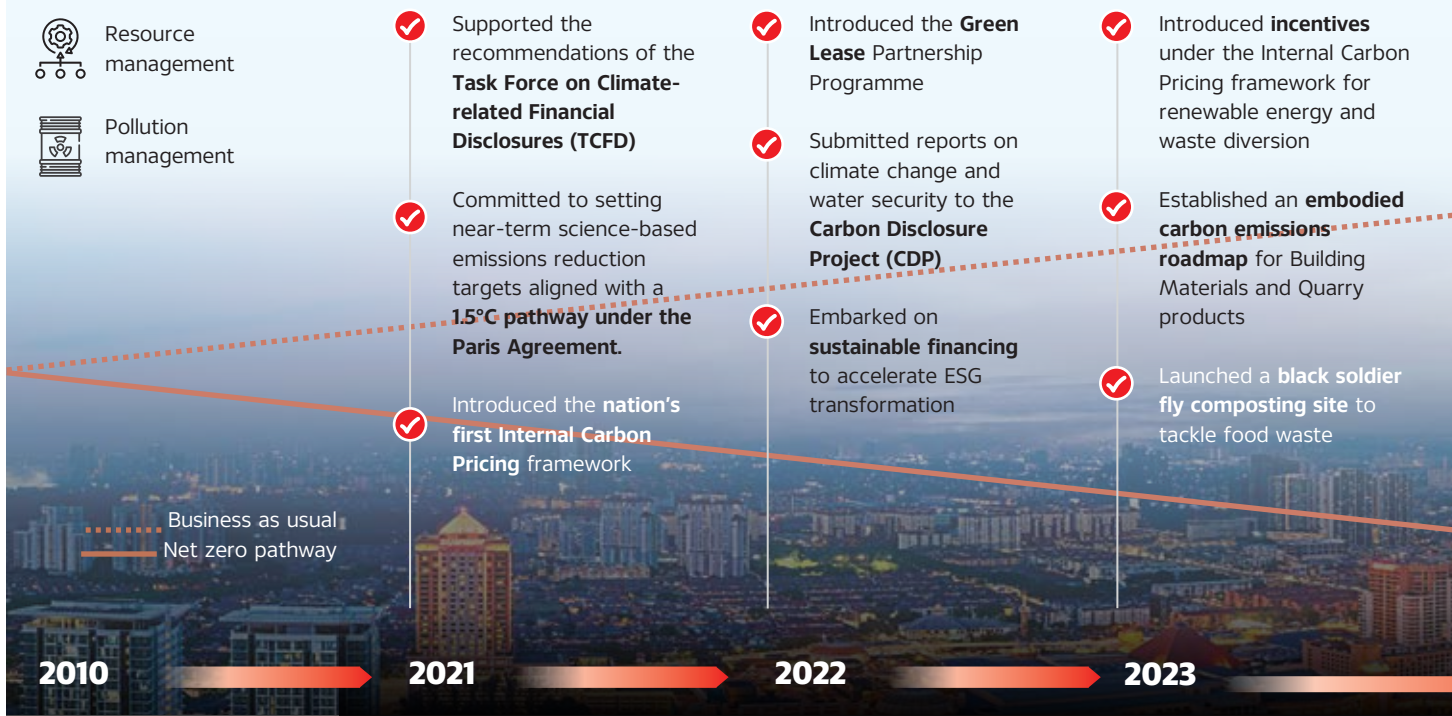 Resource
management
Pollution
management
Supported the
recommendations of the
Task Force on Climate-
related Financial
Disclosures (TCFD)
Committed to setting
near-term science-based
emissions reduction
targets aligned with a
1.5°C pathway under the
Paris Agreement.
Introduced the nation's
first Internal Carbon
Pricing framework
Introduced the Green
Lease Partnership
Programme
Submitted reports on
climate change and
water security to the
Carbon Disclosure
Project (CDP)
Embarked on
sustainable financing
to accelerate ESG
transformation
Introduced incentives
under the Internal Carbon
Pricing framework for
renewable energy and
waste diversion
Established an embodied
carbon emissions
roadmap for Building
Materials and Quarry
products
Launched a black soldier
fly composting site to
tackle food waste
Business as usual
Net zero pathway
2010
2021
2022
2023